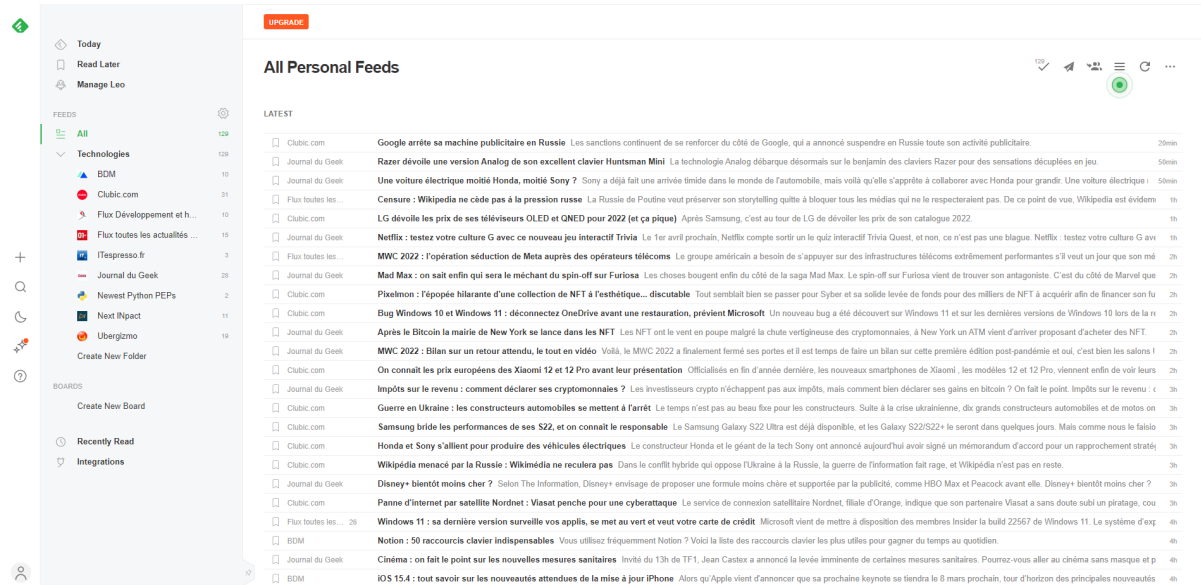 UPGRADE
Today
Read Later
Manage Leo
FEEDS
All 129
Technologies 129
BDM 10
Clubic.com 31
Flux Développement et h... 10
Flux toutes les actualités ... 15
ITespresso.fr 3
Journal du Geek 28
Newest Python PEPs 2
Next INpact 11
Ubergizmo 19
Create New Folder
BOARDS
Create New Board
Recently Read
Integrations
All Personal Feeds
129
LATEST
Clubic.com Google arrête sa machine publicitaire en Russie Les sanctions continuent de se renforcer du côté de Google, qui a annoncé suspendre en Russie toute son activité publicitaire. 29min
Journal du Geek Razer dévoile une version Analog de son excellent clavier Huntsman Mini La technologie Analog débarque désormais sur le benjamin des claviers Razer pour des sensations décuplées en jeu. 50min
Journal du Geek Une voiture électrique moitié Honda, moitié Sony ? Sony a déjà fait une arrivée timide dans le monde de l'automobile, mais voilà qu'elle s'apprête à collaborer avec Honda pour grandir. Une voiture électrique 50min
Flux toutes les... Censure : Wikipedia ne cède pas à la pression russe La Russie de Poutine veut préserver son storytelling quitte à bloquer tous les médias qui ne le respecteraient pas. De ce point de vue, Wikipedia est évidem 1h
Clubic.com LG dévoile les prix de ses téléviseurs OLED et QNED pour 2022 (et ça pique) Après Samsung, c'est au tour de LG de dévoiler les prix de son catalogue 2022. 1h
Journal du Geek Netflix : testez votre culture G avec ce nouveau jeu interactif Trivia Le 1er avril prochain, Netflix compte sortir un le quiz interactif Trivia Quest, et non, ce n'est pas une blague. Netflix : testez votre culture G ave 1h
Flux toutes les... MWC 2022 : l'opération séduction de Meta auprès des opérateurs télécoms Le groupe américain a besoin de s'appuyer sur des infrastructures télécoms extrêmement performantes s'il veut un jour que son mé 2h
Journal du Geek Mad Max : on sait enfin qui sera le méchant du spin-off sur Furiosa Les choses bougent enfin du côté de la saga Mad Max. Le spin-off sur Furiosa vient de trouver son antagoniste. C'est du côté de Marvel que 2h
Clubic.com Pixelmon : l'épopée hilarante d'une collection de NFT à l'esthétique... discutable Tout semblait bien se passer pour Syber et sa solide levée de fonds pour des milliers de NFT à acquérir afin de financer son fu 2h
Clubic.com Bug Windows 10 et Windows 11 : déconnectez OneDrive avant une restauration, prévient Microsoft Un nouveau bug a été découvert sur Windows 11 et sur les dernières versions de Windows 10 lors de la re 2h
Journal du Geek Après le Bitcoin la mairie de New York se lance dans les NFT Les NFT ont le vent en poupe malgré la chute vertigineuse des cryptomonnaies, à New York un ATM vient d'arriver proposant d'acheter des NFT. 2h
Journal du Geek MWC 2022 : Bilan sur un retour attendu, le tout en vidéo Voilà, le MWC 2022 a finalement fermé ses portes et il est temps de faire un bilan sur cette première édition post-pandémie et oui, c'est bien les salons ! 2h
Clubic.com On connaît les prix européens des Xiaomi 12 et 12 Pro avant leur présentation Officialisés en fin d'année dernière, les nouveaux smartphones de Xiaomi , les modèles 12 et 12 Pro, viennent enfin de voir leurs 2h
Journal du Geek Impôts sur le revenu : comment déclarer ses cryptomonnaies ? Les investisseurs crypto n'échappent pas aux impôts, mais comment bien déclarer ses gains en bitcoin ? On fait le point. Impôts sur le revenu : c 3h
Clubic.com Guerre en Ukraine : les constructeurs automobiles se mettent à l'arrêt Le temps n'est pas au beau fixe pour les constructeurs. Suite à la crise ukrainienne, dix grands constructeurs automobiles et de motos on 3h
Clubic.com Samsung bride les performances de ses S22, et on connait le responsable Le Samsung Galaxy S22 Ultra est déjà disponible, et les Galaxy S22/S22+ le seront dans quelques jours. Mais comme nous le faisio 3h
Clubic.com Honda et Sony s'allient pour produire des véhicules électriques Le constructeur Honda et le géant de la tech Sony ont annoncé aujourd'hui avoir signé un mémorandum d'accord pour un rapprochement straté 3h
Clubic.com Wikipédia menacé par la Russie : Wikimédia ne reculera pas Dans le conflit hybride qui oppose l'Ukraine à la Russie, la guerre de l'information fait rage, et Wikipédia n'est pas en reste. 3h
Journal du Geek Disney+ bientôt moins cher ? Selon The Information, Disney+ envisage de proposer une formule moins chère et supportée par la publicité, comme HBO Max et Peacock avant elle. Disney+ bientôt moins cher ? 3h
Clubic.com Panne d'internet par satellite Nordnet : Viasat penche pour une cyberattaque Le service de connexion satellitaire Nordnet, filiale d'Orange, indique que son partenaire Viasat a sans doute subi un piratage, cou 3h
Flux toutes les... 26 Windows 11 : sa dernière version surveille vos applis, se met au vert et veut votre carte de crédit Microsoft vient de mettre à disposition des membres Insider la build 22567 de Windows 11. Le système d'exp 4h
BDM Notion : 50 raccourcis clavier indispensables Vous utilisez fréquemment Notion ? Voici la liste des raccourcis clavier les plus utiles pour gagner du temps au quotidien. 4h
Journal du Geek Cinéma : on fait le point sur les nouvelles mesures sanitaires Invité du 13h de TF1, Jean Castex a annoncé la levée imminente de certaines mesures sanitaires. Pourrez-vous aller au cinéma sans masque et p 4h
BDM iOS 15.4 : tout savoir sur les nouveautés attendues de la mise à jour iPhone Alors qu'Apple vient d'annoncer que sa prochaine keynote se tiendra le 8 mars prochain, tour d'horizon des principales nouveautés 4h